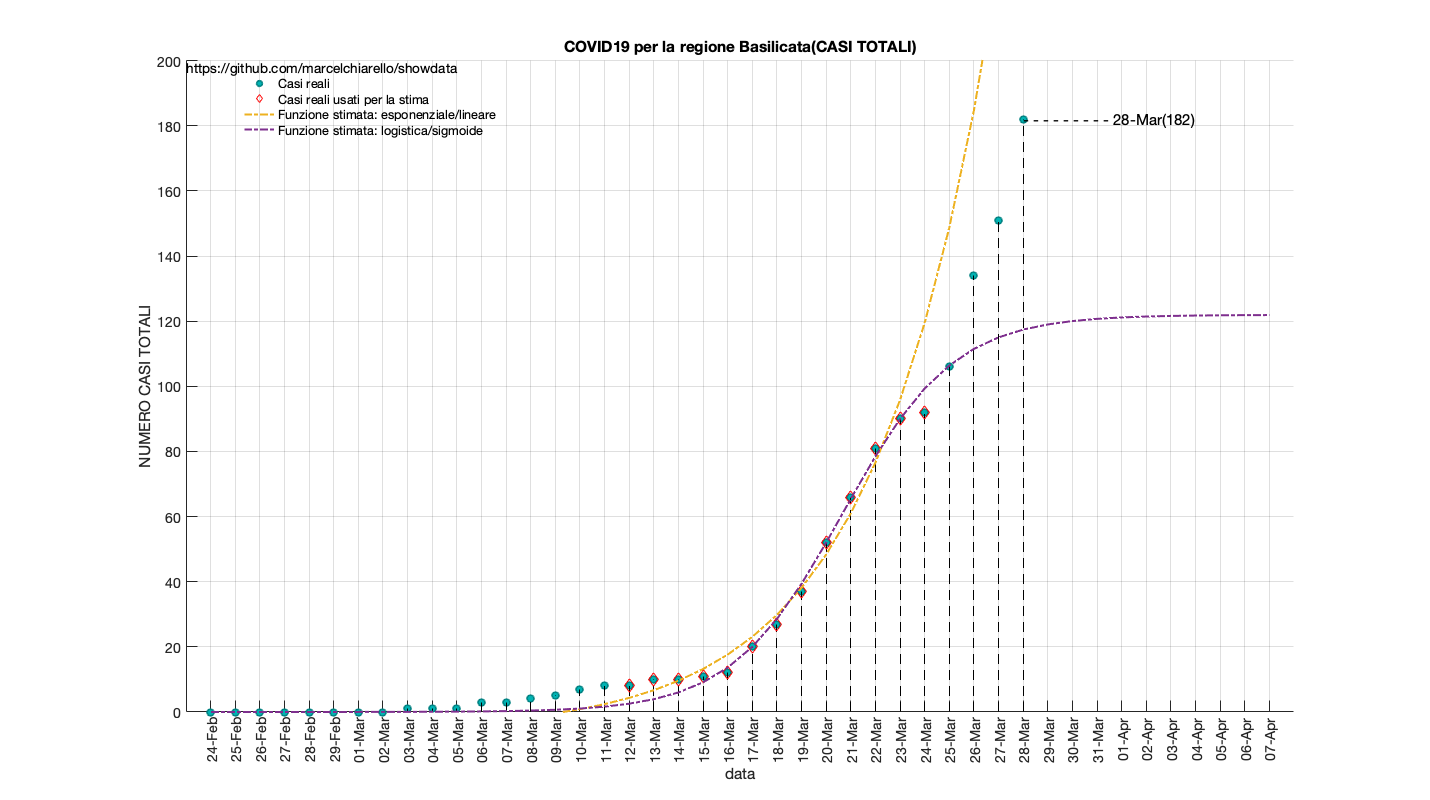 COVID19 per la regione Basilicata(CASI TOTALI)
https://github.com/marcelchiarello/showdata
Casi reali
Casi reali usati per la stima
Funzione stimata: esponenziale/lineare
Funzione stimata: logistica/sigmoide
28-Mar(182)
NUMERO CASI TOTALI
200
180
160
140
120
100
80
60
40
20
0
24-Feb
25-Feb
26-Feb
27-Feb
28-Feb
29-Feb
01-Mar
02-Mar
03-Mar
04-Mar
05-Mar
06-Mar
07-Mar
08-Mar
09-Mar
10-Mar
11-Mar
12-Mar
13-Mar
14-Mar
15-Mar
16-Mar
17-Mar
18-Mar
19-Mar
20-Mar
21-Mar
22-Mar
23-Mar
24-Mar
25-Mar
26-Mar
27-Mar
28-Mar
29-Mar
30-Mar
31-Mar
01-Apr
02-Apr
03-Apr
04-Apr
05-Apr
06-Apr
07-Apr
data